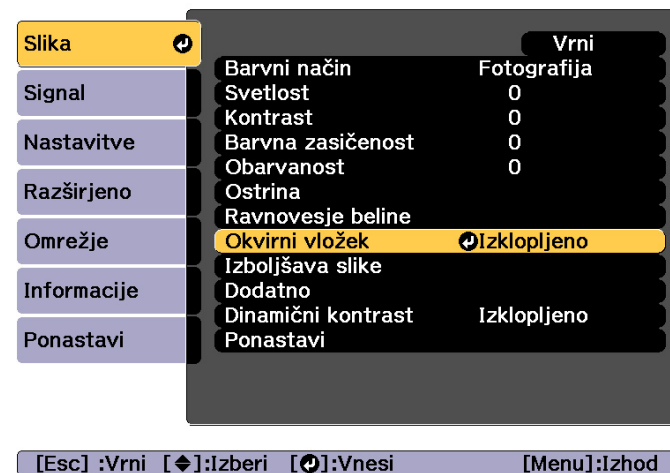 Slika
Signal
Nastavitve
Razširjeno
Omrežje
Informacije
Ponastavi
Vrni
Barvni način Fotografija
Svetlost 0
Kontrast 0
Barvna zasičenost 0
Obarvanost 0
Ostrina
Ravnovesje beline
Okvirni vložek Izklopljeno
Izboljšava slike
Dodatno
Dinamični kontrast Izklopljeno
Ponastavi
[Esc] :Vrni [◆]:Izberi [↵]:Vnesi [Menu]:Izhod